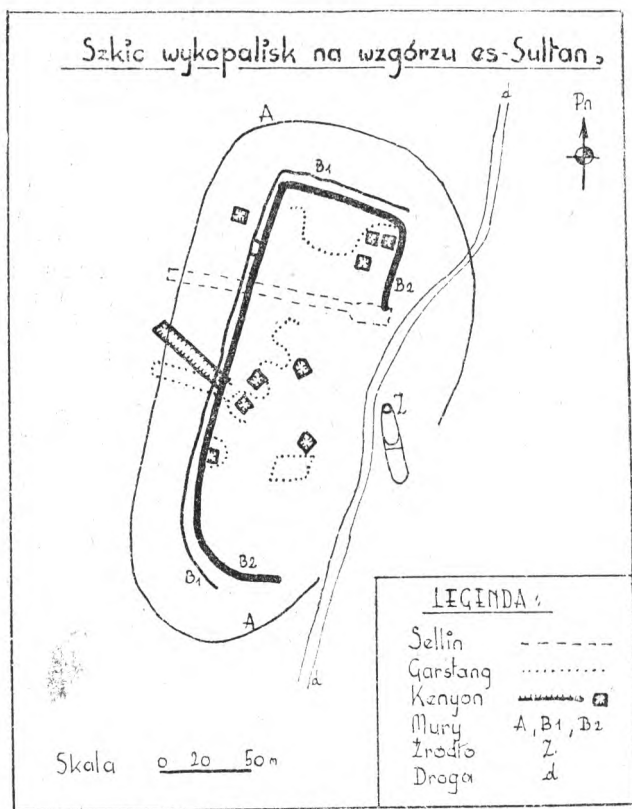 Szkic wykopalisk na wzgórzu es-Sułtan,
d
Pn
A
B1
B2
Z
B1
B2
A
d
LEGENDA:
Sellin
Garstang
Kenyon
Mury A, B1, B2
Źródło Z
Droga d
Skala 0 20 50m